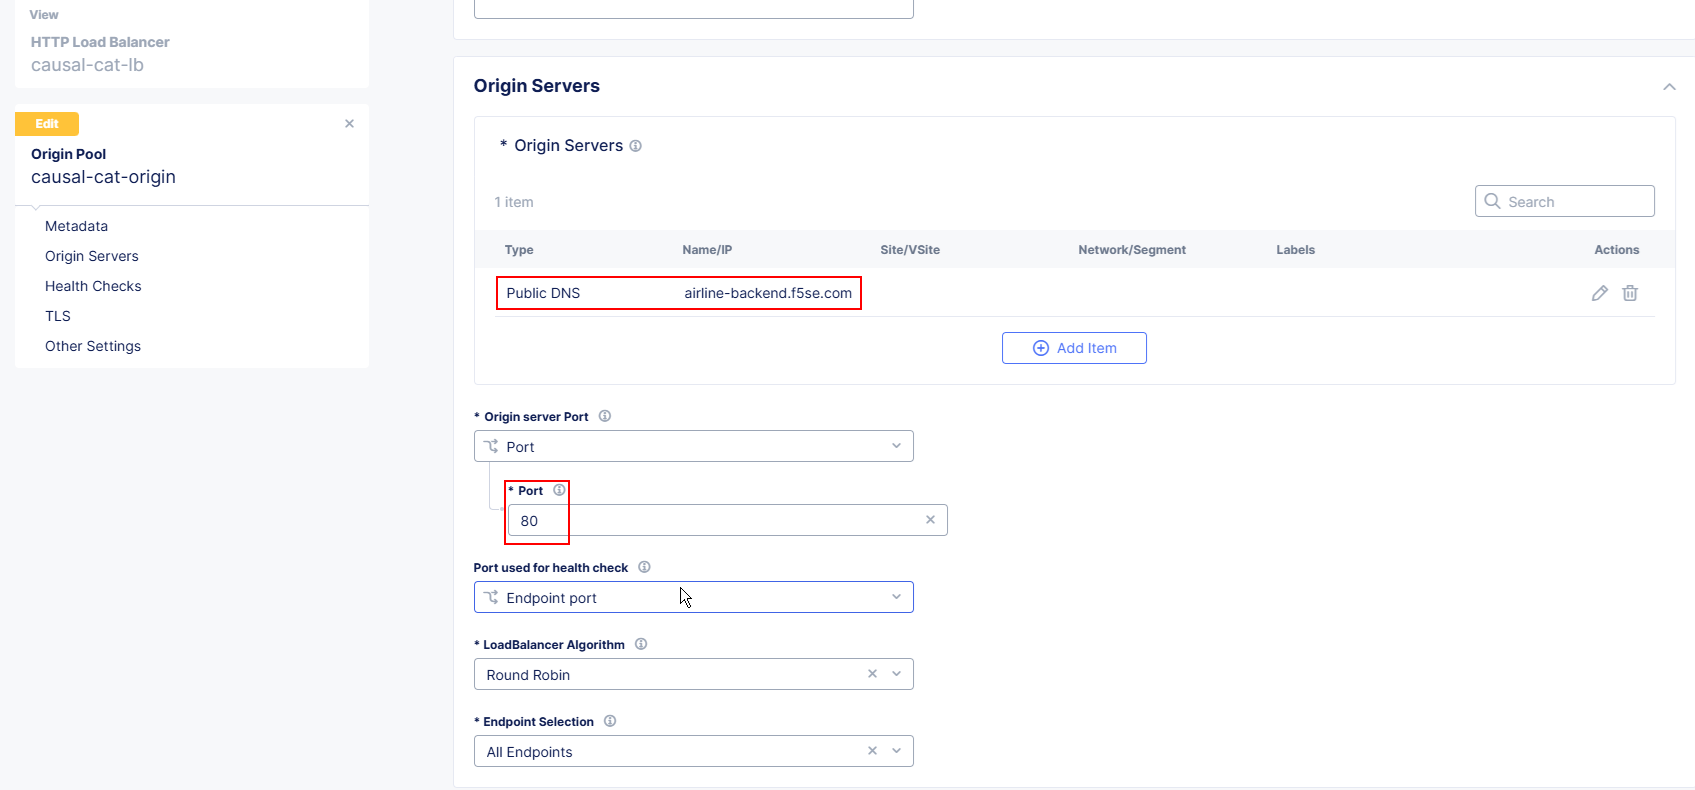 View
HTTP Load Balancer
causal-cat-lb
Edit
Origin Pool
causal-cat-origin
Metadata
Origin Servers
Health Checks
TLS
Other Settings
Origin Servers
* Origin Servers
1 item
Search
Type Name/IP Site/VSite Network/Segment Labels Actions
Public DNS airline-backend.f5se.com
Add Item
* Origin server Port
Port
* Port
80
Port used for health check
Endpoint port
* LoadBalancer Algorithm
Round Robin
* Endpoint Selection
All Endpoints